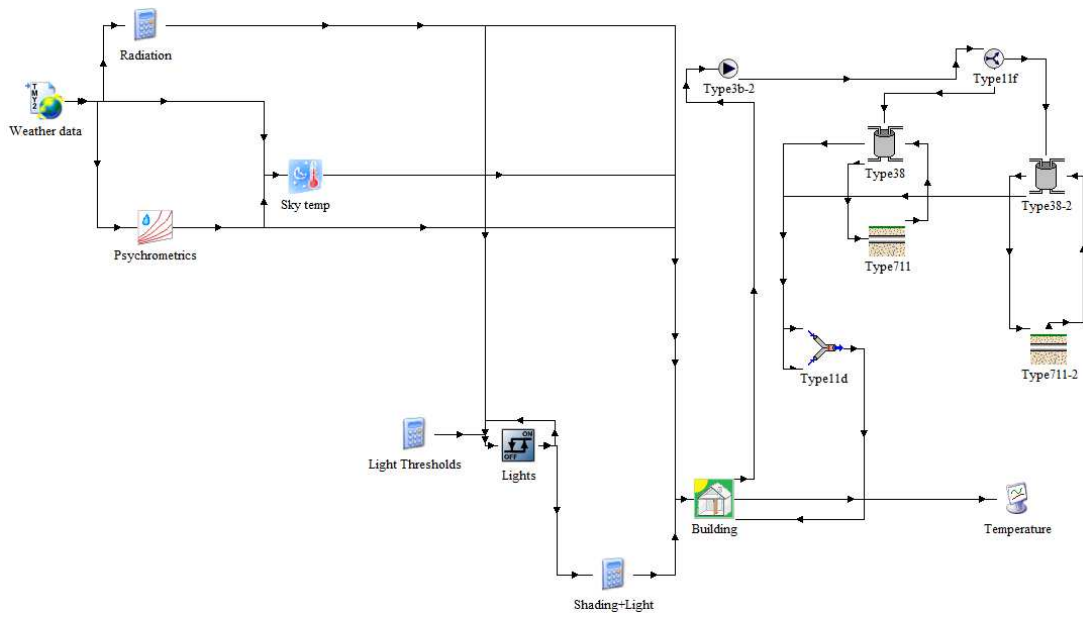 Radiation
TMY2
Weather data
Sky temp
Psychrometrics
Type3b-2
Type11f
Type38
Type38-2
Type711
Type711-2
Type11d
Light Thresholds
ON
OFF
Lights
Building
Temperature
Shading+Light